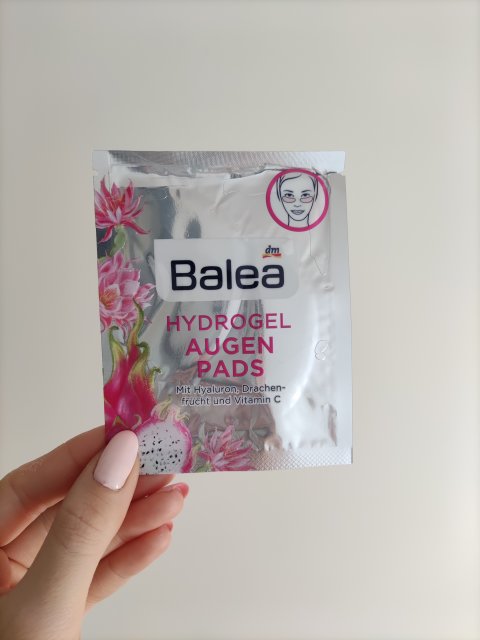 dm
Balea
HYDROGEL
AUGEN
PADS
Mit Hyaluron, Drachen-
frucht und Vitamin C